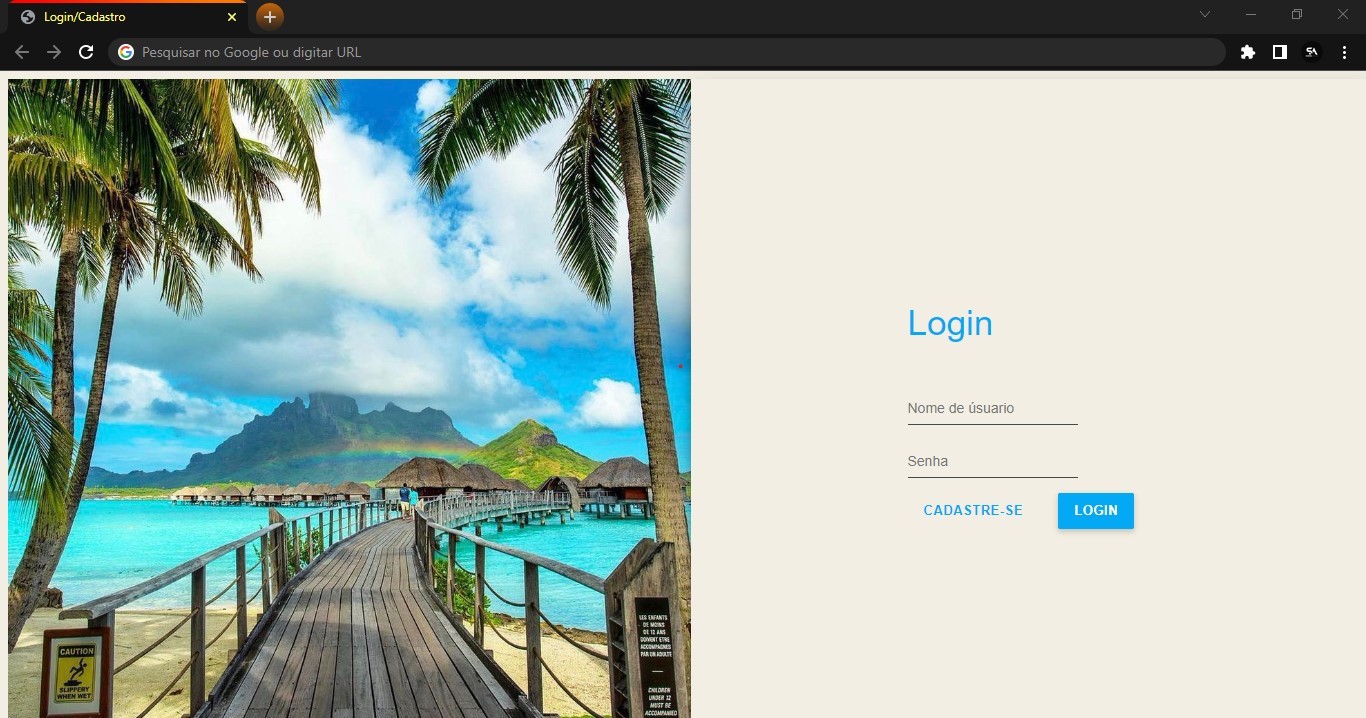 Login/Cadastro
Pesquisar no Google ou digitar URL
Login
Nome de úsuario
Senha
CADASTRE-SE
LOGIN
CAUTION
SLIPPERY
WHEN WET
LES ENFANTS
DE MOINS
DE 12 ANS
DOIVENT ETRE
ACCOMPAGNES
PAR UN ADULTE
CHILDREN
UNDER 12
MUST BE
ACCOMPANIED